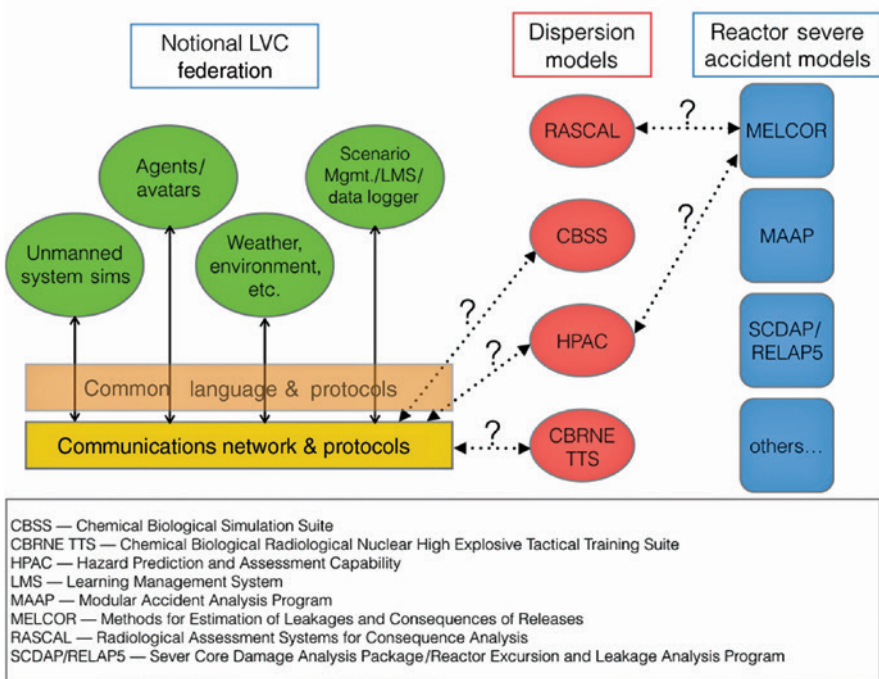 Notional LVC
federation
Dispersion
models
Reactor severe
accident models
Agents/
avatars
Scenario
Mgmt./LMS/
data logger
Unmanned
system sims
Weather,
environment,
etc.
RASCAL
?
MELCOR
CBSS
?
MAAP
?
HPAC
SCDAP/
RELAP5
?
Common language & protocols
Communications network & protocols
?
CBRNE
TTS
others…
CBSS — Chemical Biological Simulation Suite
CBRNE TTS — Chemical Biological Radiological Nuclear High Explosive Tactical Training Suite
HPAC — Hazard Prediction and Assessment Capability
LMS — Learning Management System
MAAP — Modular Accident Analysis Program
MELCOR — Methods for Estimation of Leakages and Consequences of Releases
RASCAL — Radiological Assessment Systems for Consequence Analysis
SCDAP/RELAP5 — Sever Core Damage Analysis Package/Reactor Excursion and Leakage Analysis Program